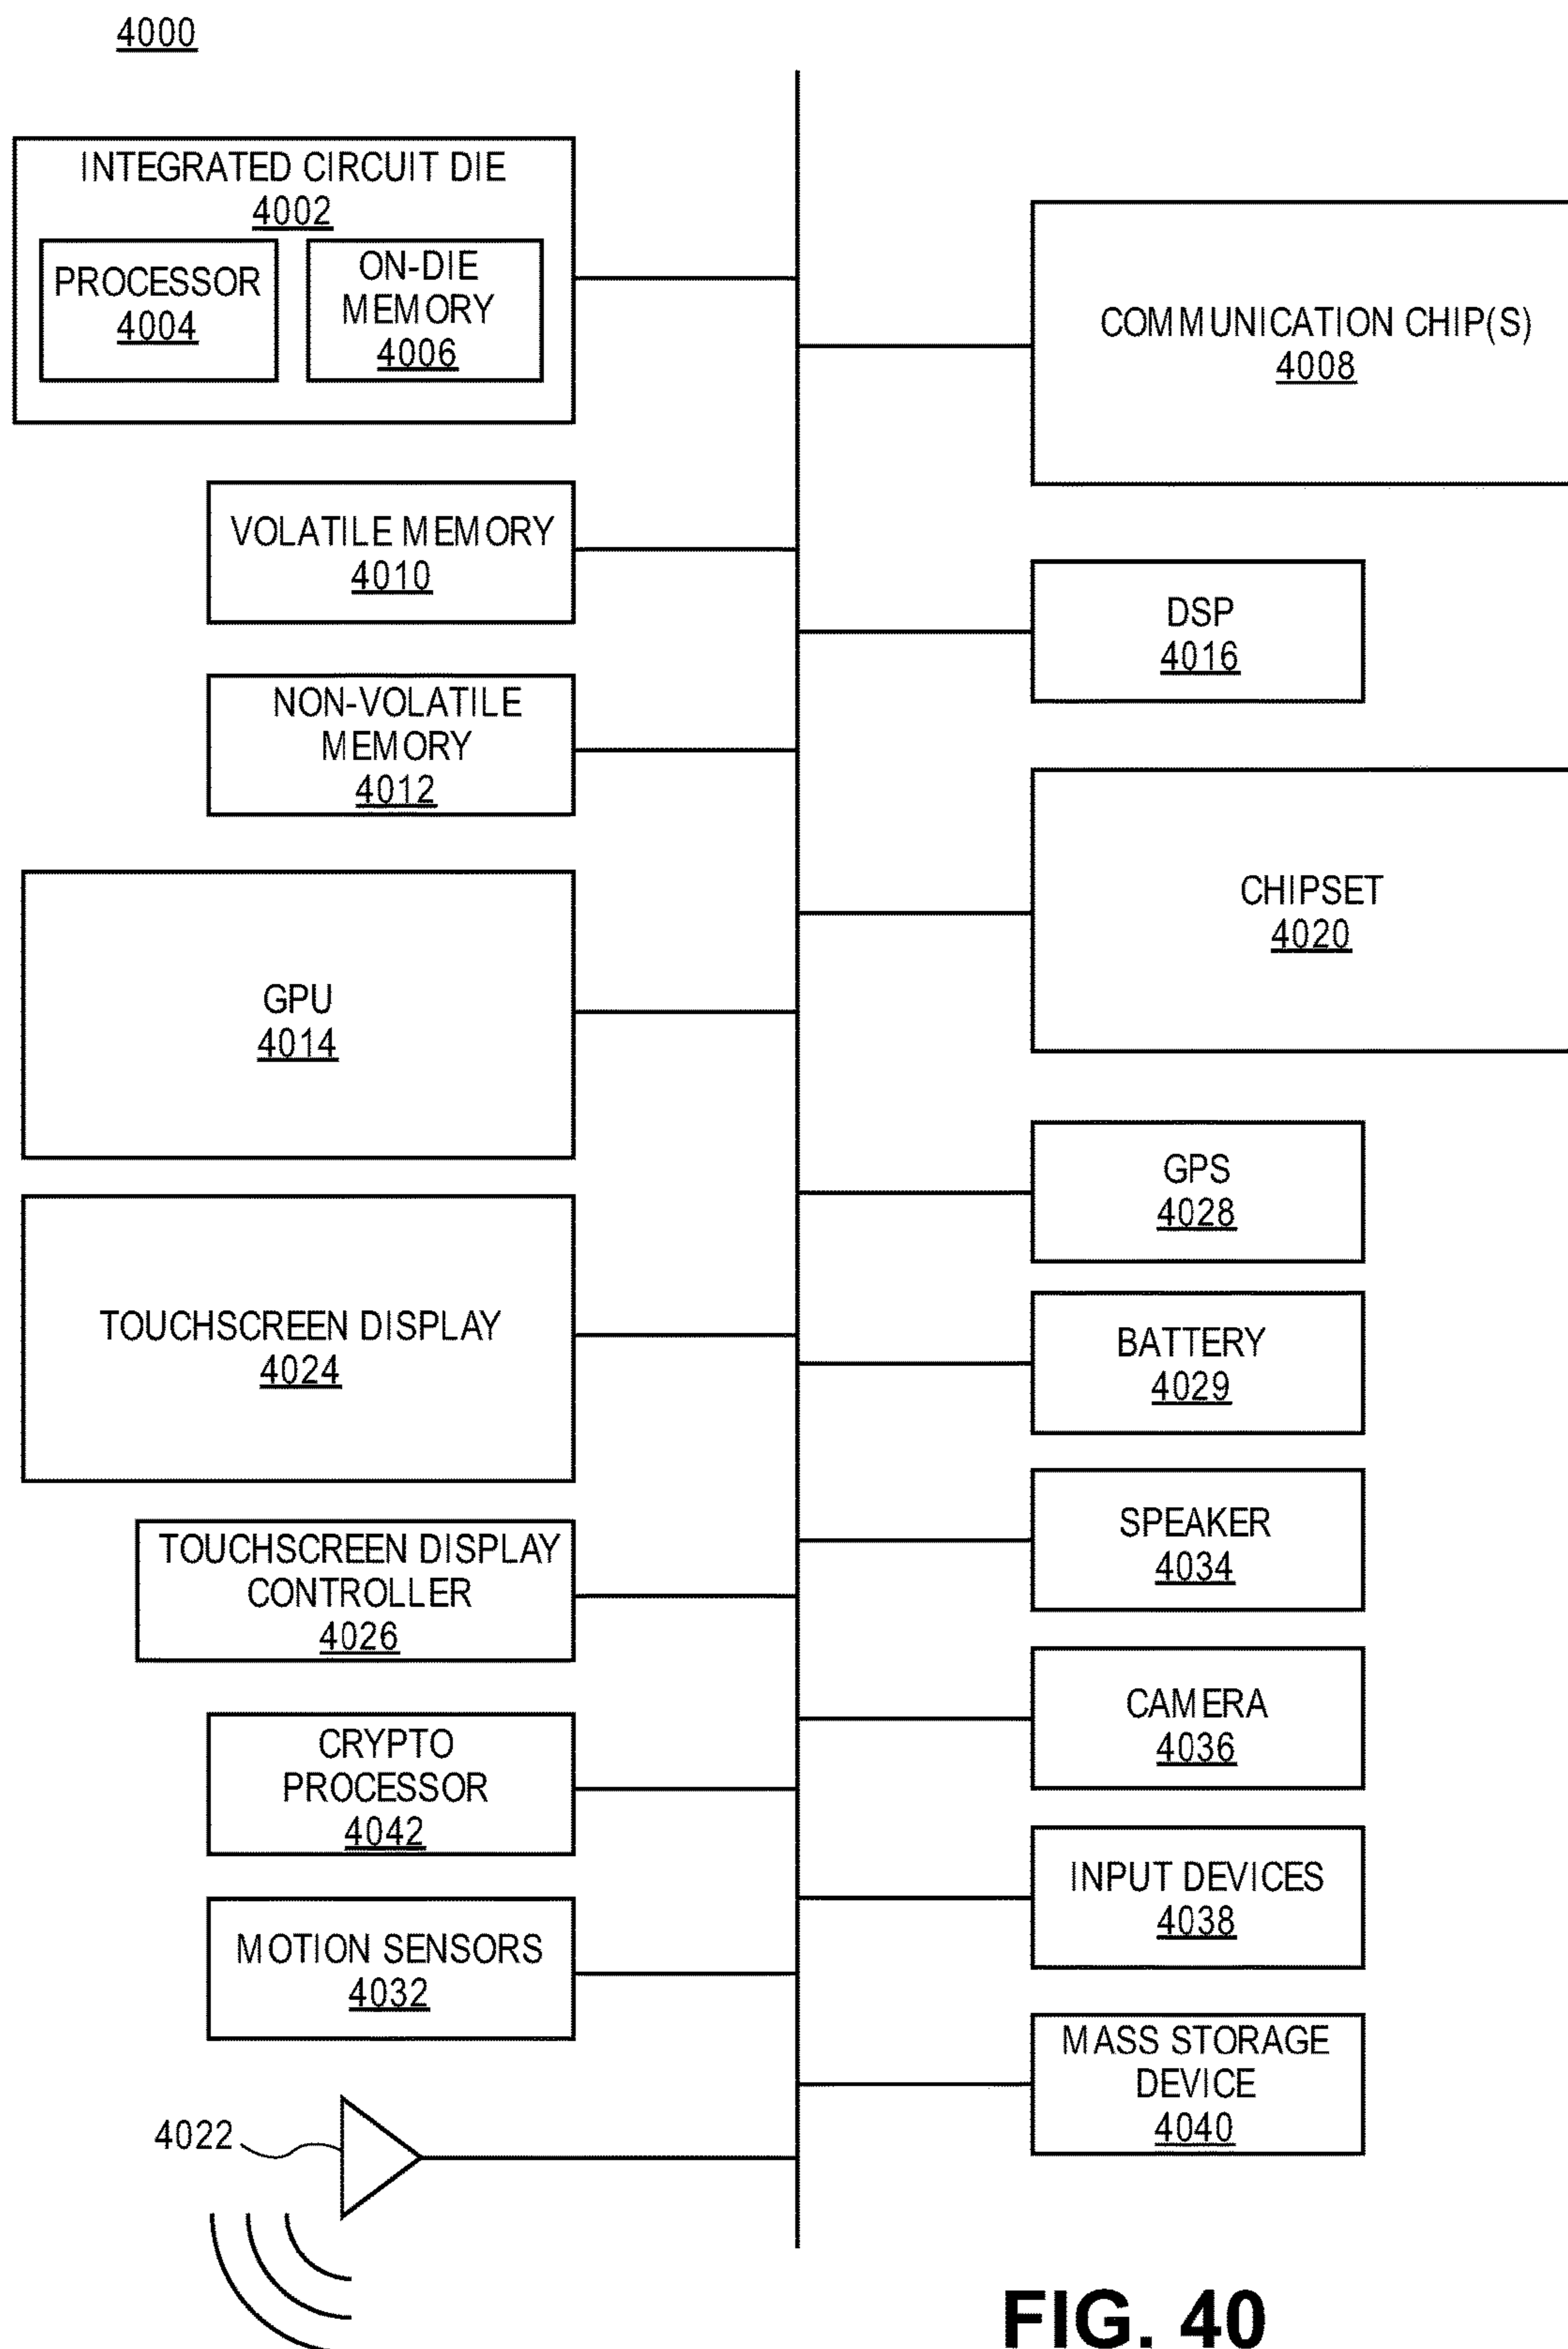 4000
INTEGRATED CIRCUIT DIE
4002
PROCESSOR
4004
ON-DIE
MEMORY
4006
VOLATILE MEMORY
4010
NON-VOLATILE
MEMORY
4012
GPU
4014
TOUCHSCREEN DISPLAY
4024
TOUCHSCREEN DISPLAY
CONTROLLER
4026
CRYPTO
PROCESSOR
4042
MOTION SENSORS
4032
4022
COMMUNICATION CHIP(S)
4008
DSP
4016
CHIPSET
4020
GPS
4028
BATTERY
4029
SPEAKER
4034
CAMERA
4036
INPUT DEVICES
4038
MASS STORAGE
DEVICE
4040
FIG. 40